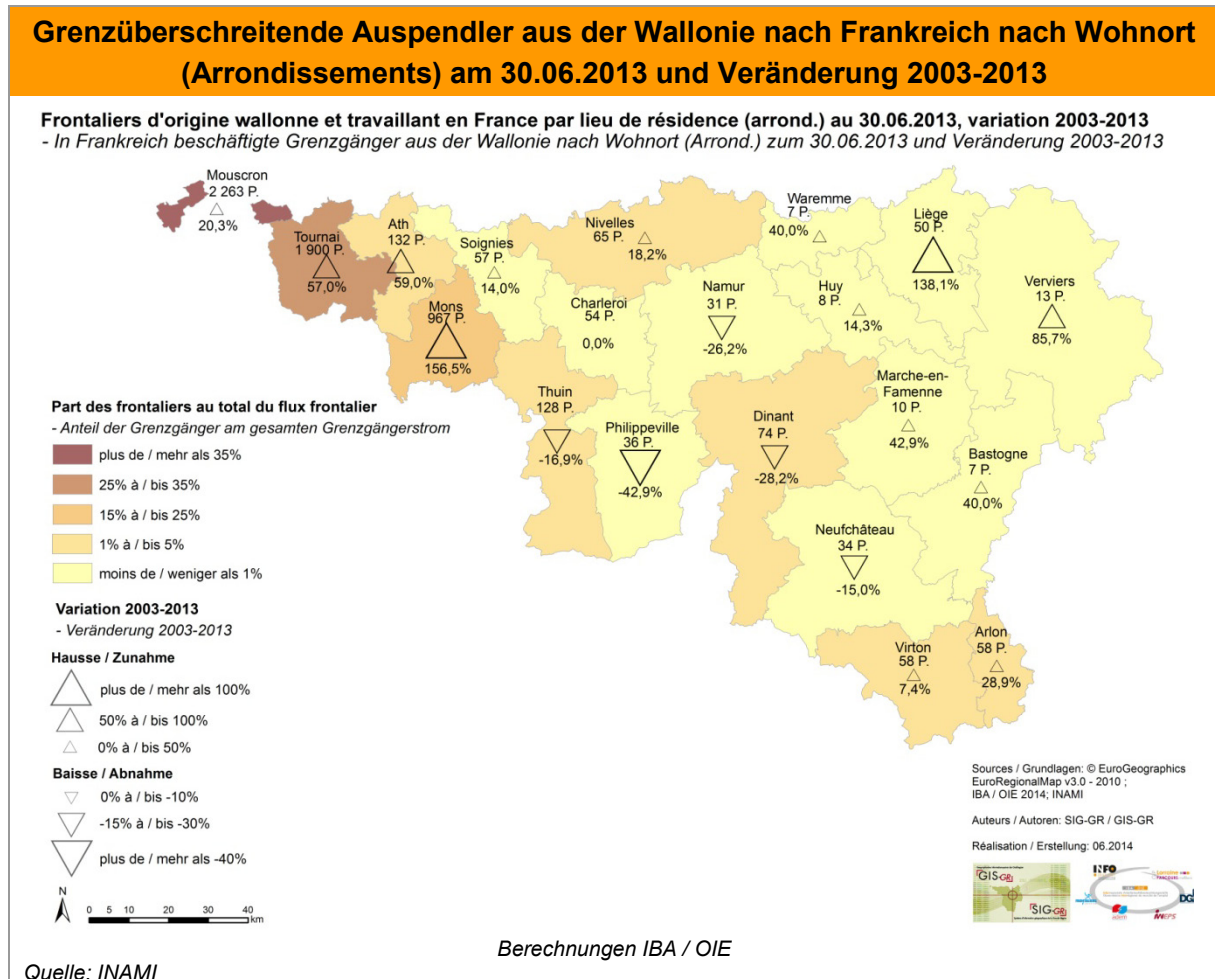 Grenzüberschreitende Auspendler aus der Wallonie nach Frankreich nach Wohnort
(Arrondissements) am 30.06.2013 und Veränderung 2003-2013
Frontaliers d'origine wallonne et travaillant en France par lieu de résidence (arrond.) au 30.06.2013, variation 2003-2013
- In Frankreich beschäftigte Grenzgänger aus der Wallonie nach Wohnort (Arrond.) zum 30.06.2013 und Veränderung 2003-2013
Mouscron
2 263 P.
20,3%
Tournai
1 900 P.
57,0%
Ath
132 P.
59,0%
Mons
967 P.
156,5%
Soignies
57 P.
14,0%
Nivelles
65 P.
18,2%
Charleroi
54 P.
0,0%
Namur
31 P.
-26,2%
Waremme
7 P.
40,0%
Huy
8 P.
14,3%
Liège
50 P.
138,1%
Verviers
13 P.
85,7%
Thuin
128 P.
-16,9%
Philippeville
36 P.
-42,9%
Dinant
74 P.
-28,2%
Marche-en-
Famenne
10 P.
42,9%
Bastogne
7 P.
40,0%
Neufchâteau
34 P.
-15,0%
Virton
58 P.
7,4%
Arlon
58 P.
28,9%
Part des frontaliers au total du flux frontalier
- Anteil der Grenzgänger am gesamten Grenzgängerstrom
plus de / mehr als 35%
25% à / bis 35%
15% à / bis 25%
1% à / bis 5%
moins de / weniger als 1%
Variation 2003-2013
- Veränderung 2003-2013
Hausse / Zunahme
plus de / mehr als 100%
50% à / bis 100%
0% à / bis 50%
Baisse / Abnahme
0% à / bis -10%
-15% à / bis -30%
plus de / mehr als -40%
N
0 5 10 20 30 40
km
Sources / Grundlagen: © EuroGeographics
EuroRegionalMap v3.0 - 2010 ;
IBA / OIE 2014; INAMI
Auteurs / Autoren: SIG-GR / GIS-GR
Réalisation / Erstellung: 06.2014
GIS-GR
SIG-GR
INFO
Berechnungen IBA / OIE
Quelle: INAMI